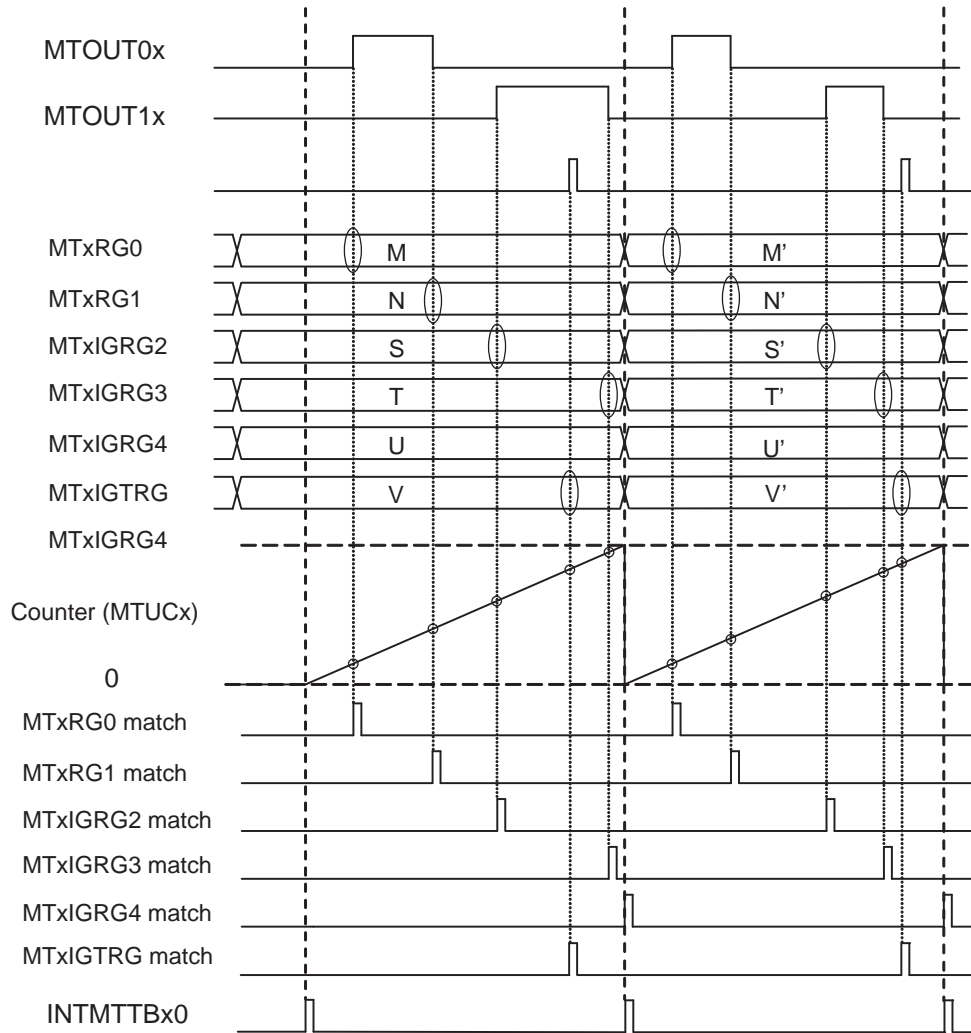 MTOUT0x
MTOUT1x
MTxRG0 M M’
MTxRG1 N N’
MTxIGRG2 S S’
MTxIGRG3 T T’
MTxIGRG4 U U’
MTxIGTRG V V’
MTxIGRG4
Counter (MTUCx)
0
MTxRG0 match
MTxRG1 match
MTxIGRG2 match
MTxIGRG3 match
MTxIGRG4 match
MTxIGTRG match
INTMTTBx0